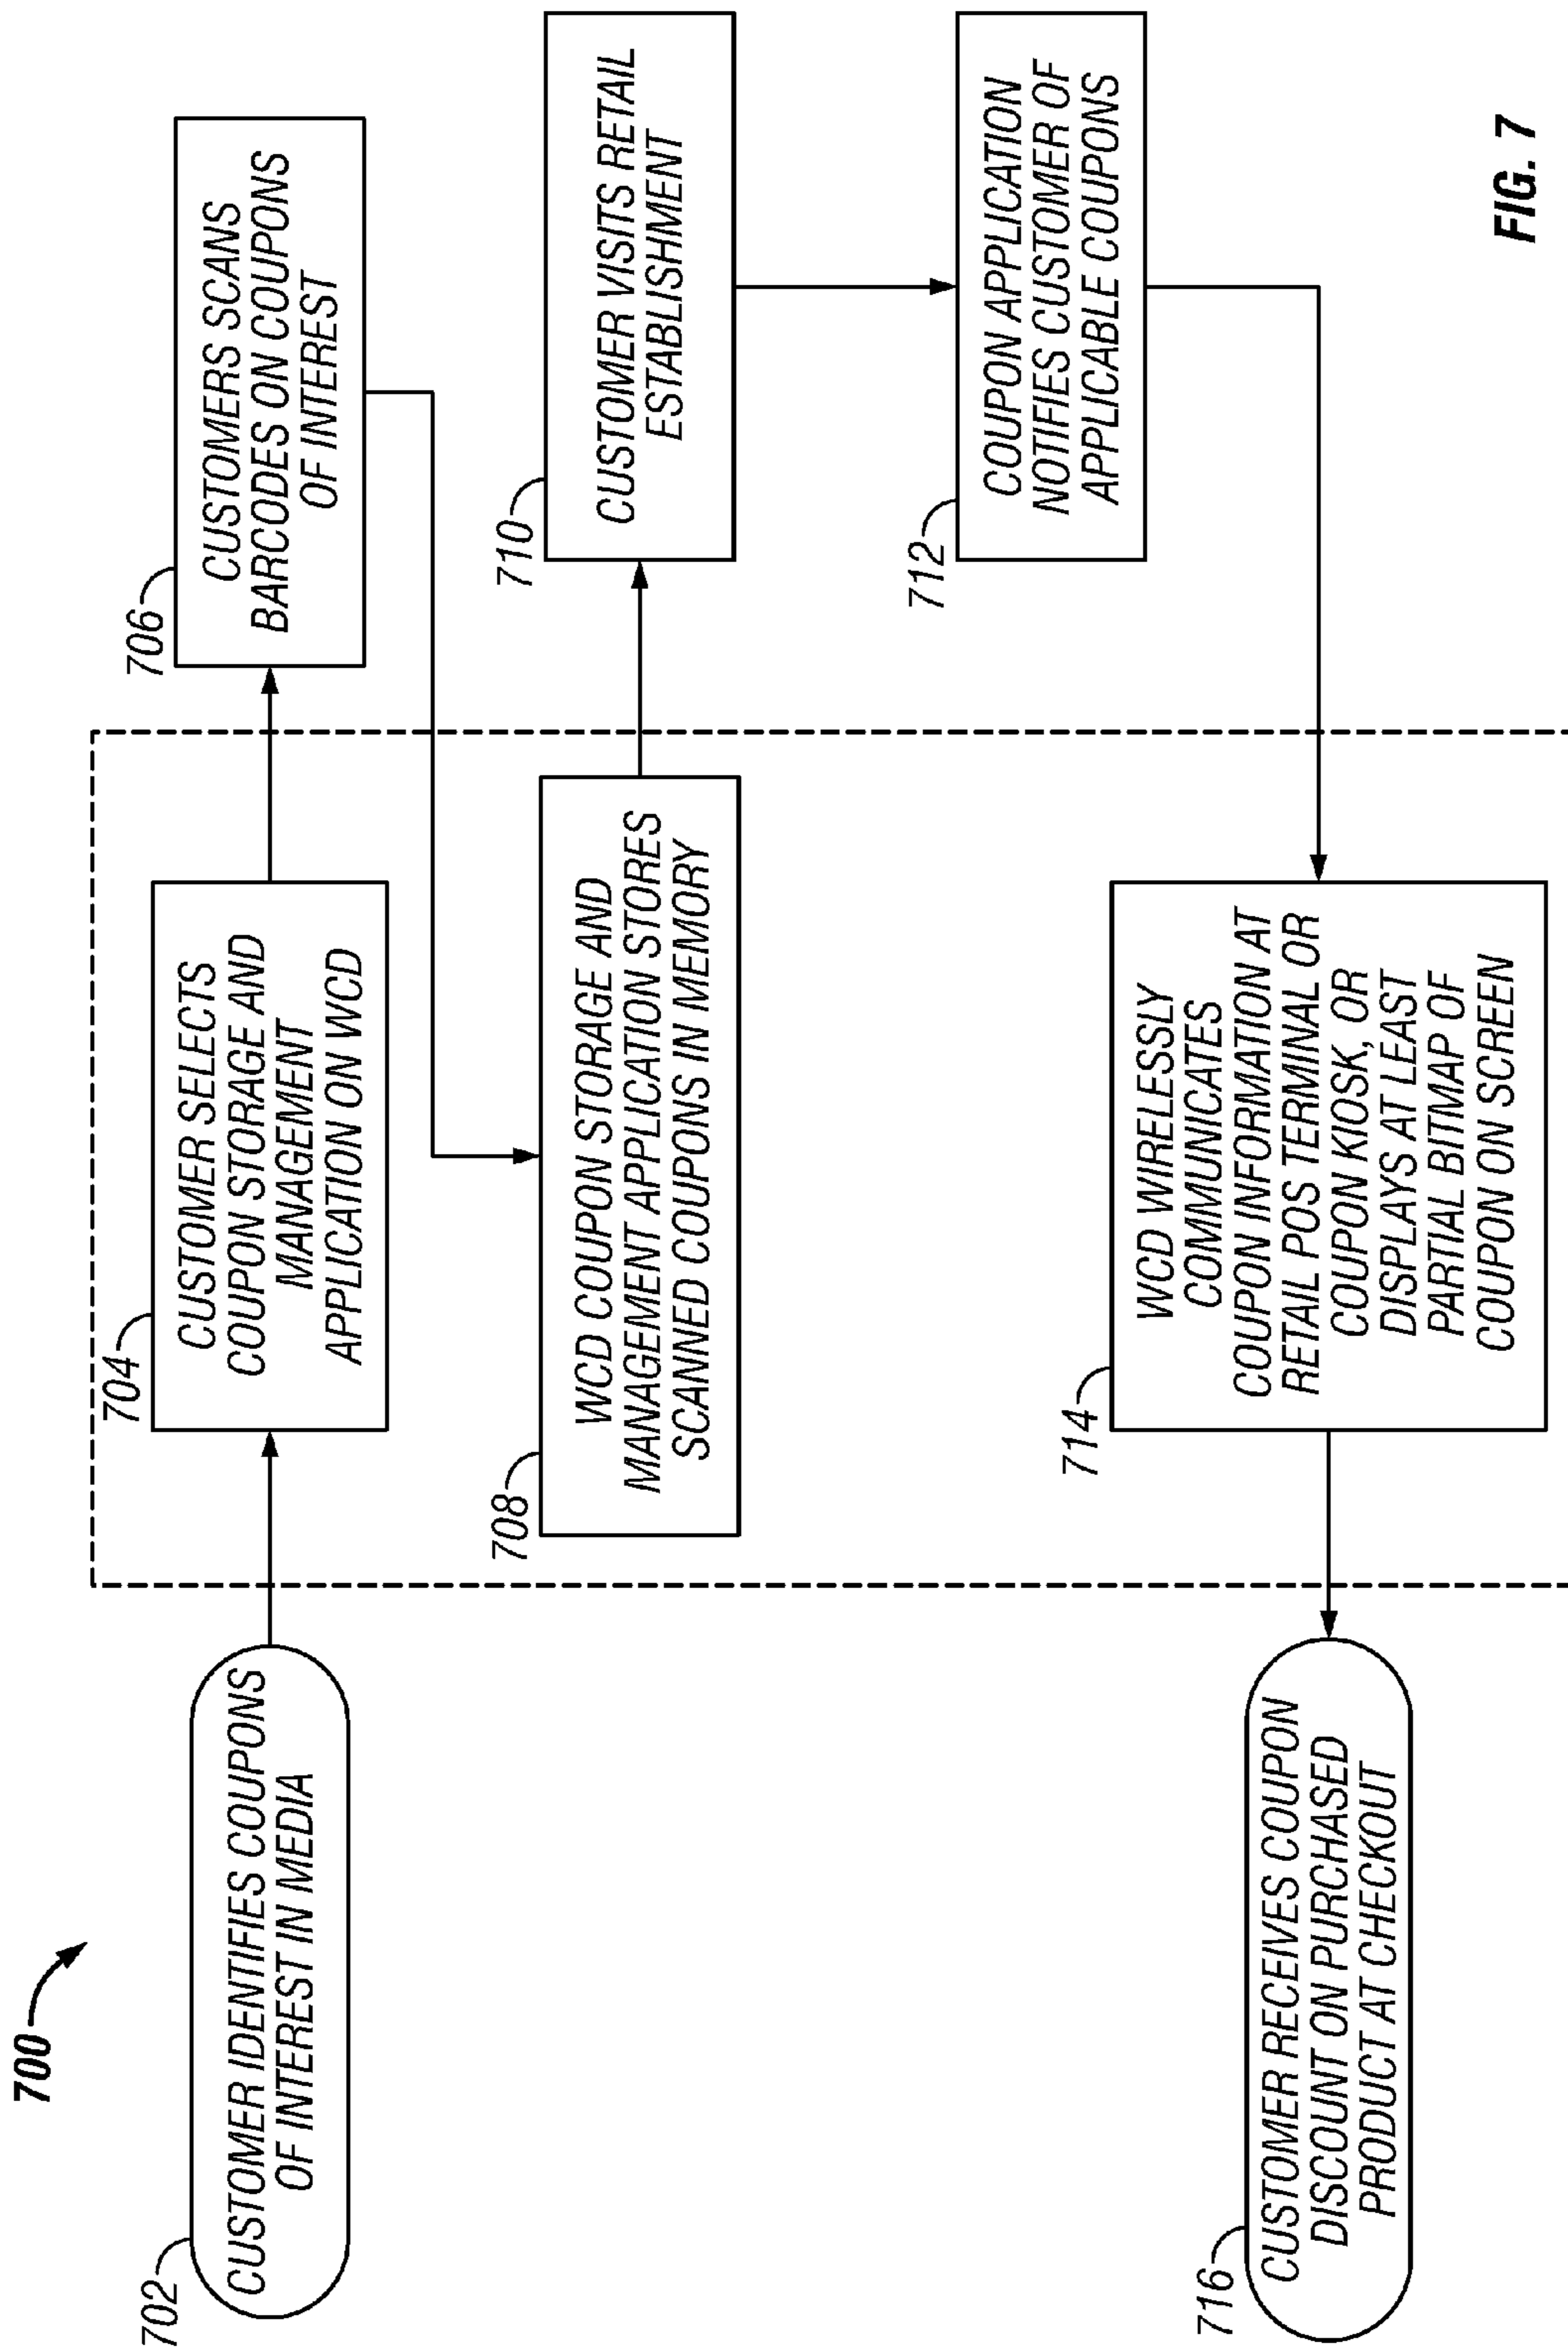 700
702
CUSTOMER IDENTIFIES COUPONS
OF INTEREST IN MEDIA
704
CUSTOMER SELECTS
COUPON STORAGE AND
MANAGEMENT
APPLICATION ON WCD
706
CUSTOMERS SCANS
BARCODES ON COUPONS
OF INTEREST
708
WCD COUPON STORAGE AND
MANAGEMENT APPLICATION STORES
SCANNED COUPONS IN MEMORY
710
CUSTOMER VISITS RETAIL
ESTABLISHMENT
712
COUPON APPLICATION
NOTIFIES CUSTOMER OF
APPLICABLE COUPONS
714
WCD WIRELESSLY
COMMUNICATES
COUPON INFORMATION AT
RETAIL POS TERMINAL OR
COUPON KIOSK, OR
DISPLAYS AT LEAST
PARTIAL BITMAP OF
COUPON ON SCREEN
716
CUSTOMER RECEIVES COUPON
DISCOUNT ON PURCHASED
PRODUCT AT CHECKOUT
FIG. 7